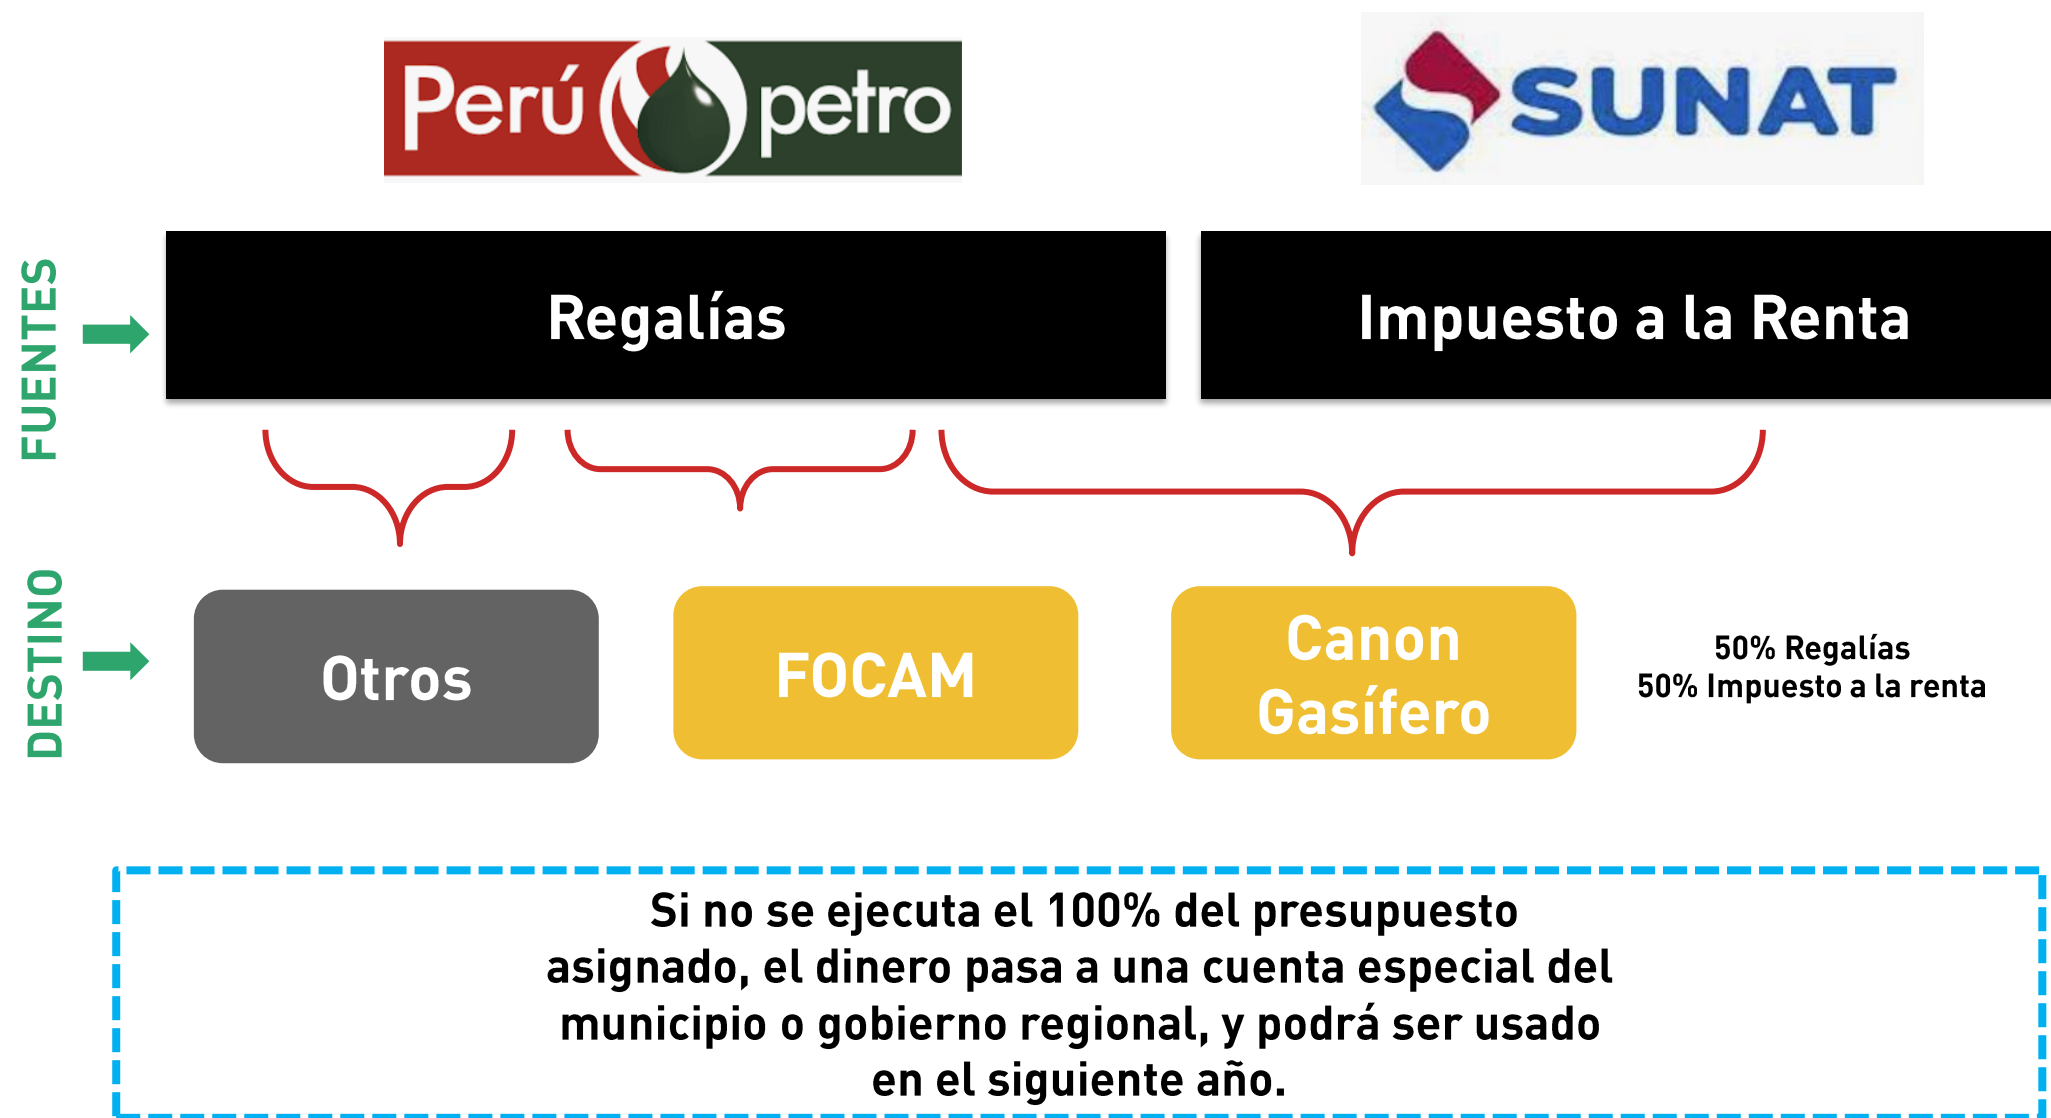 Perú petro
SUNAT
FUENTES
Regalías
Impuesto a la Renta
DESTINO
Otros
FOCAM
Canon
Gasífero
50% Regalías
50% Impuesto a la renta
Si no se ejecuta el 100% del presupuesto
asignado, el dinero pasa a una cuenta especial del
municipio o gobierno regional, y podrá ser usado
en el siguiente año.